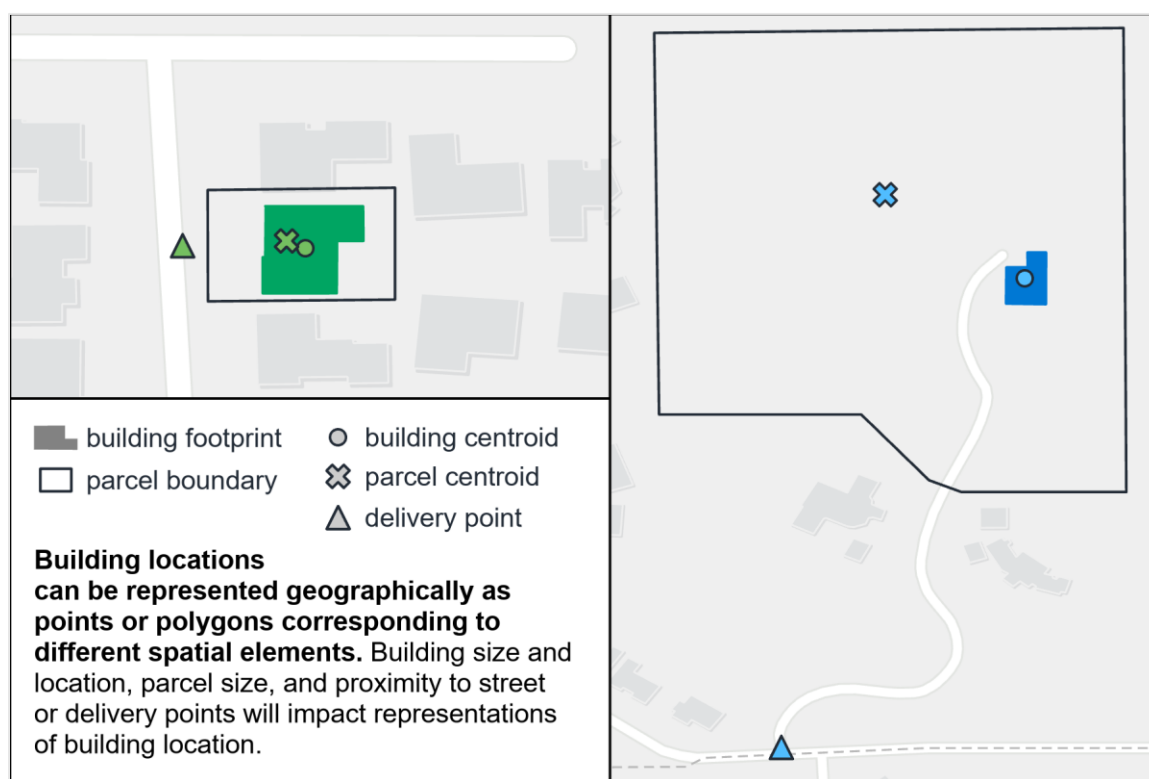 building footprint
building centroid
parcel boundary
parcel centroid
delivery point
Building locations
can be represented geographically as
points or polygons corresponding to
different spatial elements. Building size and
location, parcel size, and proximity to street
or delivery points will impact representations
of building location.